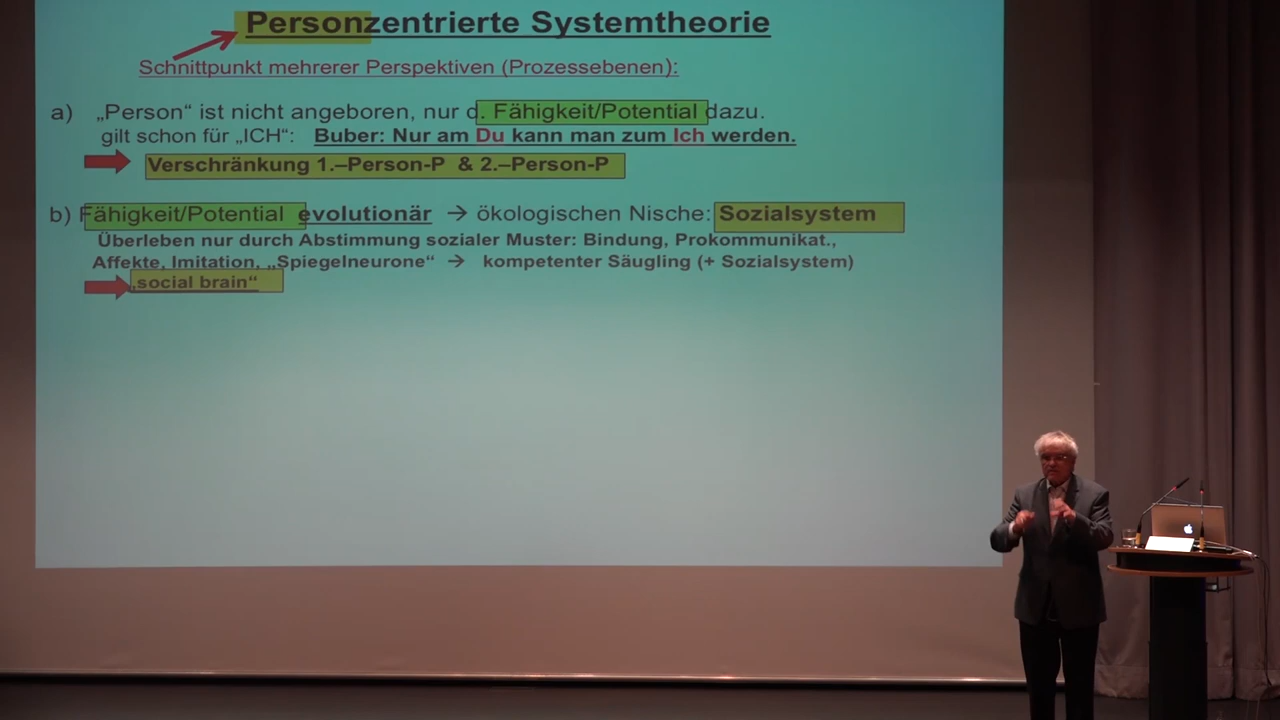 Personzentrierte Systemtheorie
Schnittpunkt mehrerer Perspektiven (Prozessebenen):
a) „Person“ ist nicht angeboren, nur d. Fähigkeit/Potential dazu.
gilt schon für „ICH“: Buber: Nur am Du kann man zum Ich werden.
Verschränkung 1.–Person-P & 2.–Person-P
b) Fähigkeit/Potential evolutionär → ökologischen Nische: Sozialsystem
Überleben nur durch Abstimmung sozialer Muster: Bindung, Prokommunikat.,
Affekte, Imitation, „Spiegelneurone“ → kompetenter Säugling (+ Sozialsystem)
„social brain“